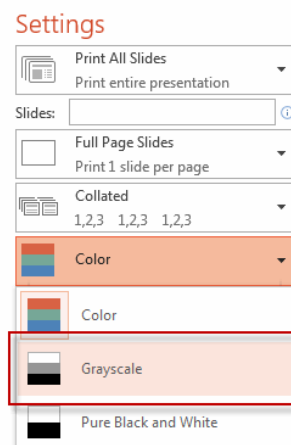 Settings
Print All Slides
Print entire presentation
Slides:
Full Page Slides
Print 1 slide per page
Collated
1,2,3 1,2,3 1,2,3
Color
Color
Grayscale
Pure Black and White